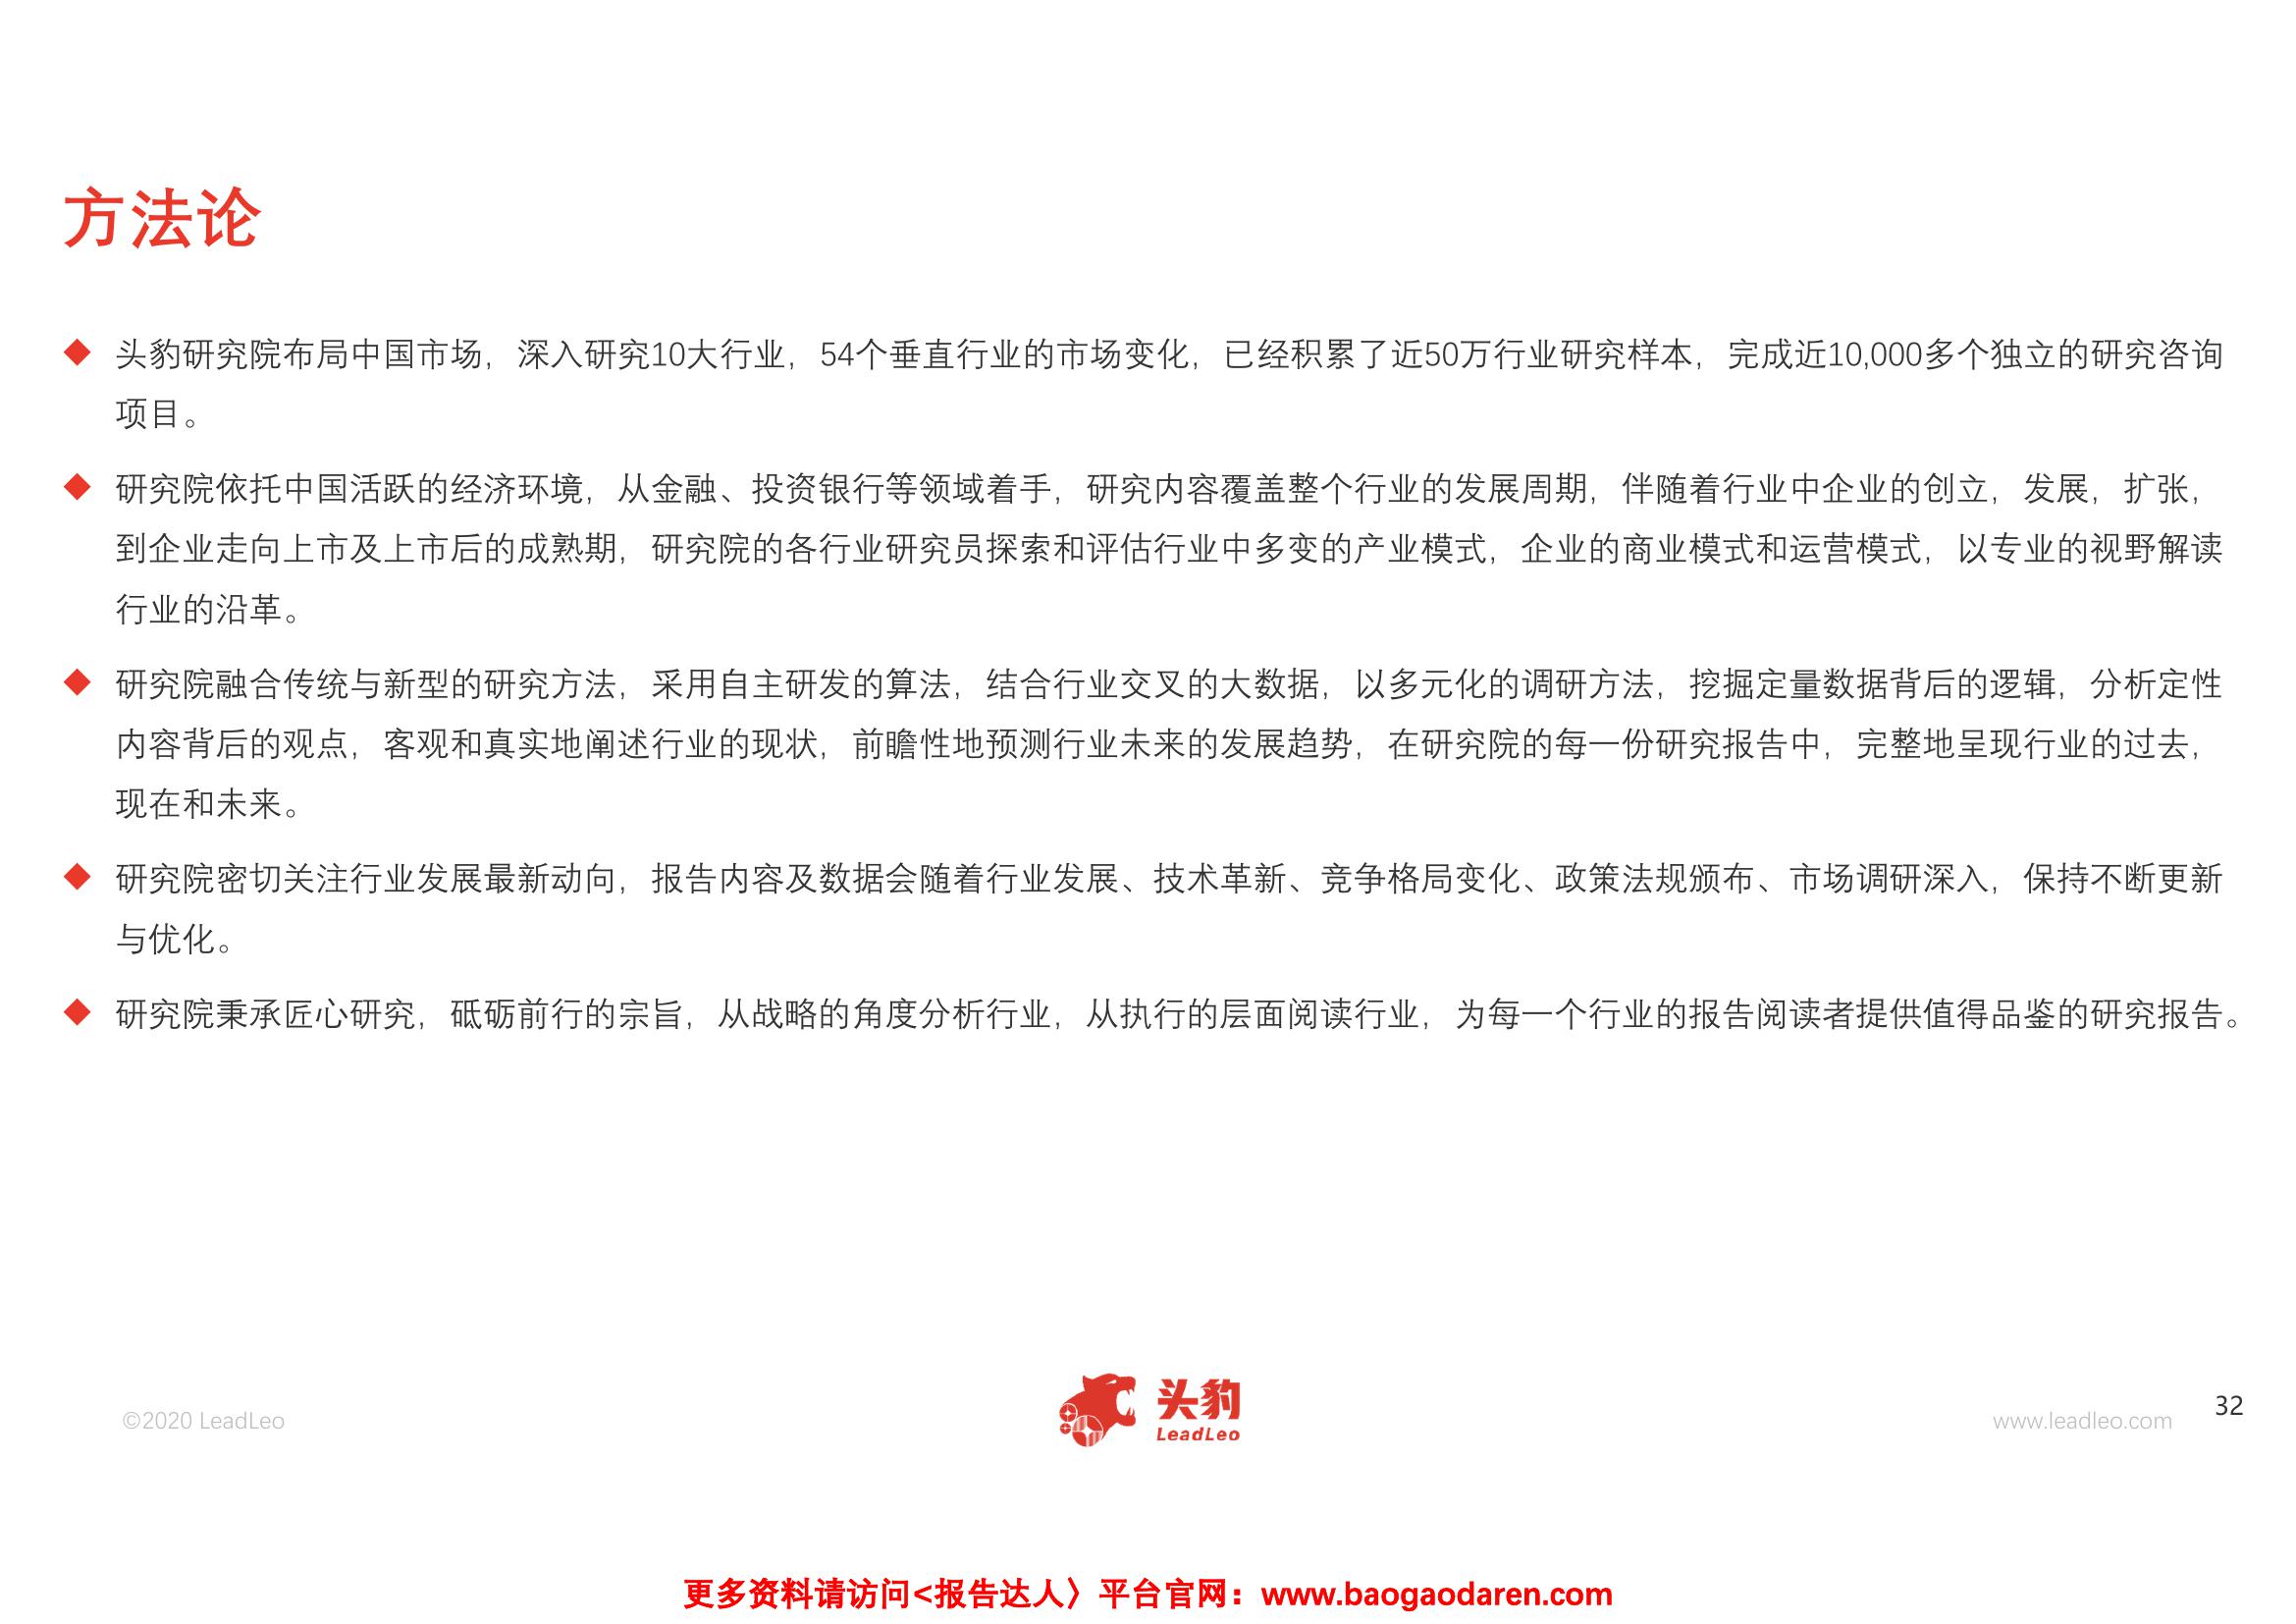 方法论
◆ 头豹研究院布局中国市场，深入研究10大行业，54个垂直行业的市场变化，已经积累了近50万行业研究样本，完成近10,000多个独立的研究咨询
项目。
◆ 研究院依托中国活跃的经济环境，从金融、投资银行等领域着手，研究内容覆盖整个行业的发展周期，伴随着行业中企业的创立，发展，扩张，
到企业走向上市及上市后的成熟期，研究院的各行业研究员探索和评估行业中多变的产业模式，企业的商业模式和运营模式，以专业的视野解读
行业的沿革。
◆ 研究院融合传统与新型的研究方法，采用自主研发的算法，结合行业交叉的大数据，以多元化的调研方法，挖掘定量数据背后的逻辑，分析定性
内容背后的观点，客观和真实地阐述行业的现状，前瞻性地预测行业未来的发展趋势，在研究院的每一份研究报告中，完整地呈现行业的过去，
现在和未来。
◆ 研究院密切关注行业发展最新动向，报告内容及数据会随着行业发展、技术革新、竞争格局变化、政策法规颁布、市场调研深入，保持不断更新
与优化。
◆ 研究院秉承匠心研究，砥砺前行的宗旨，从战略的角度分析行业，从执行的层面阅读行业，为每一个行业的报告阅读者提供值得品鉴的研究报告。
©2020 LeadLeo
头豹
LeadLeo
www.leadleo.com
32
更多资料请访问<报告达人〉平台官网：www.baogaodaren.com